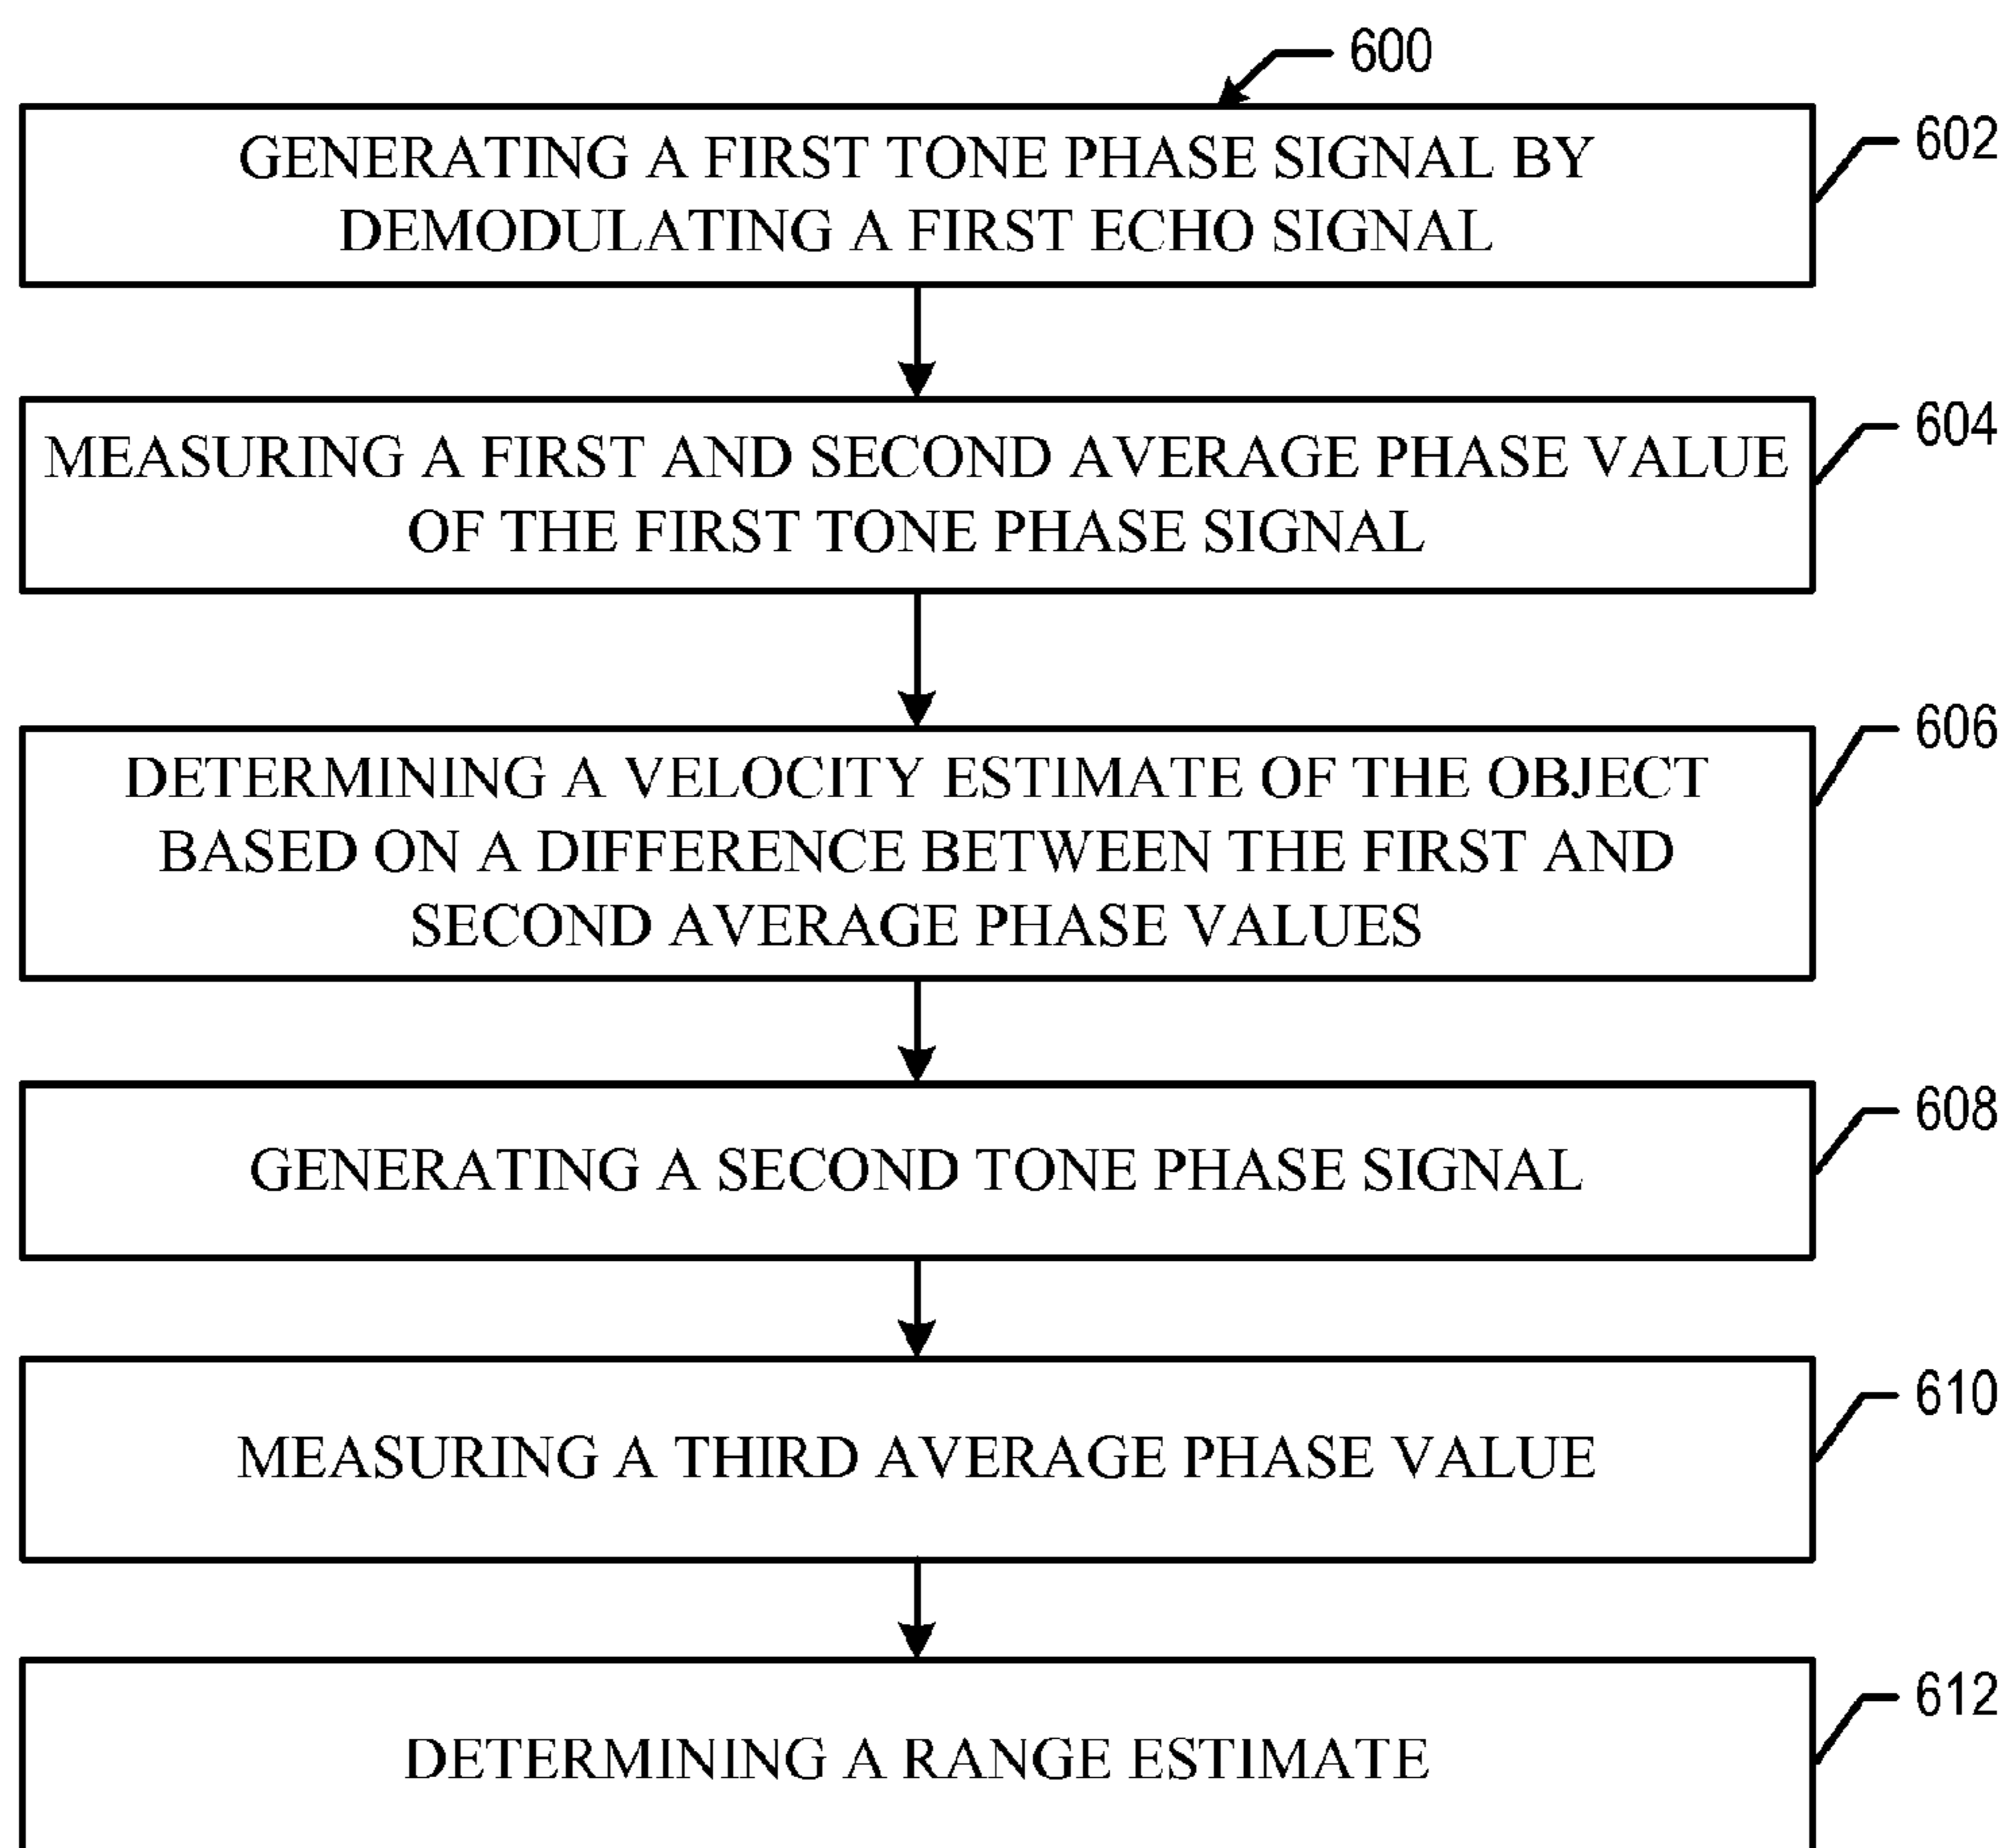 600
GENERATING A FIRST TONE PHASE SIGNAL BY
DEMODULATING A FIRST ECHO SIGNAL
602
MEASURING A FIRST AND SECOND AVERAGE PHASE VALUE
OF THE FIRST TONE PHASE SIGNAL
604
DETERMINING A VELOCITY ESTIMATE OF THE OBJECT
BASED ON A DIFFERENCE BETWEEN THE FIRST AND
SECOND AVERAGE PHASE VALUES
606
GENERATING A SECOND TONE PHASE SIGNAL
608
MEASURING A THIRD AVERAGE PHASE VALUE
610
DETERMINING A RANGE ESTIMATE
612